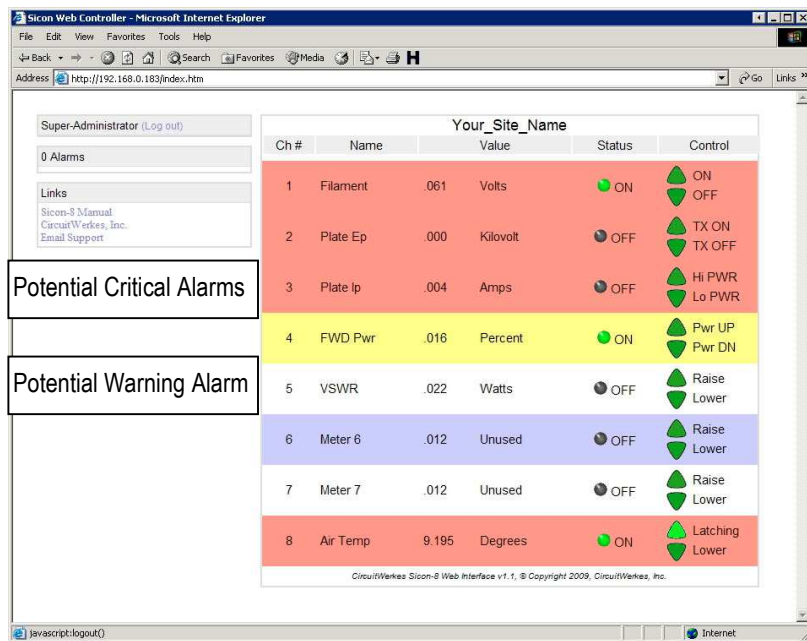 Sicon Web Controller - Microsoft Internet Explorer
File Edit View Favorites Tools Help
Back Search Favorites Media H
Address http://192.168.0.183/index.htm Go Links »
Super-Administrator (Log out)
0 Alarms
Links
Sicon-8 Manual
CircuitWerkes, Inc.
Email Support
Potential Critical Alarms
Potential Warning Alarm
Your_Site_Name
Ch # Name Value Status Control
1 Filament .061 Volts ON ON OFF
2 Plate Ep .000 Kilovolt OFF TX ON TX OFF
3 Plate Ip .004 Amps OFF Hi PWR Lo PWR
4 FWD Pwr .016 Percent ON Pwr UP Pwr DN
5 VSWR .022 Watts OFF Raise Lower
6 Meter 6 .012 Unused OFF Raise Lower
7 Meter 7 .012 Unused OFF Raise Lower
8 Air Temp 9.195 Degrees ON Latching Lower
CircuitWerkes Sicon-8 Web Interface v1.1, © Copyright 2009, CircuitWerkes, Inc.
javascript:logout() Internet